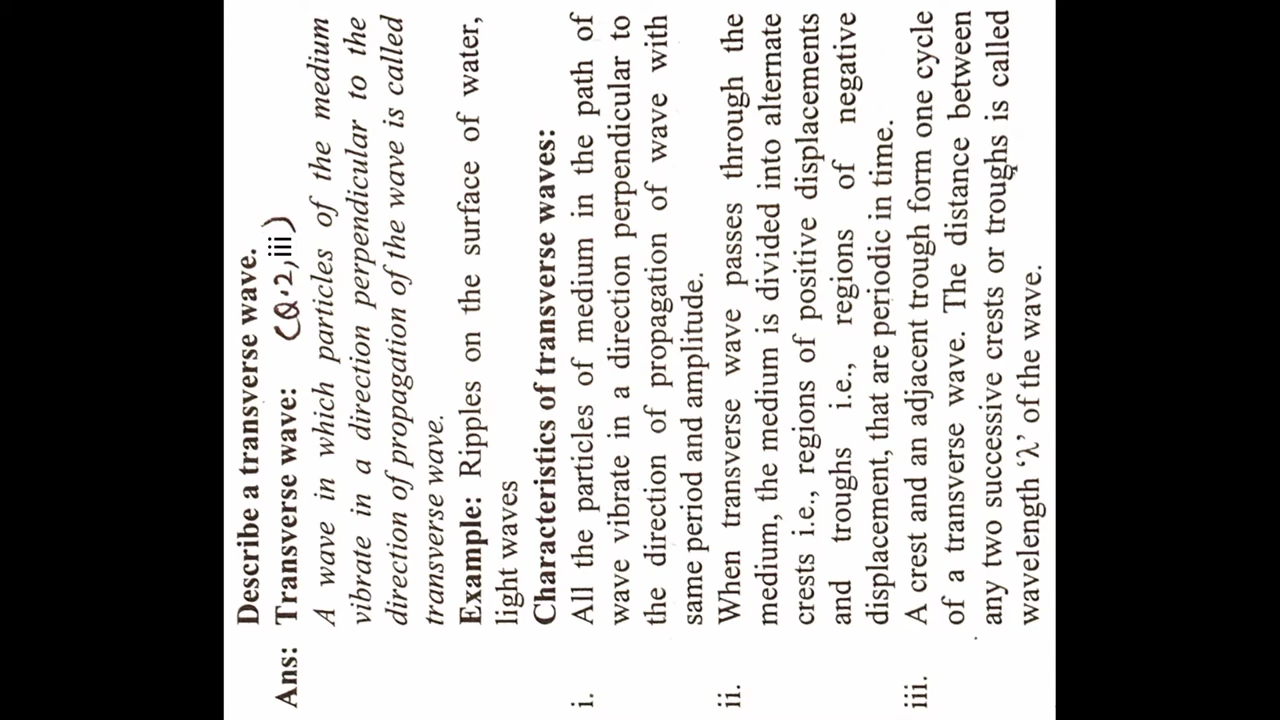 Describe a transverse wave.
Ans: Transverse wave: (Q.2,iii)
A wave in which particles of the medium
vibrate in a direction perpendicular to the
direction of propagation of the wave is called
transverse wave.
Example: Ripples on the surface of water,
light waves
Characteristics of transverse waves:
i. All the particles of medium in the path of
wave vibrate in a direction perpendicular to
the direction of propagation of wave with
same period and amplitude.
ii. When transverse wave passes through the
medium, the medium is divided into alternate
crests i.e., regions of positive displacements
and troughs i.e., regions of negative
displacement, that are periodic in time.
iii. A crest and an adjacent trough form one cycle
of a transverse wave. The distance between
any two successive crests or troughs is called
wavelength ‘λ’ of the wave.